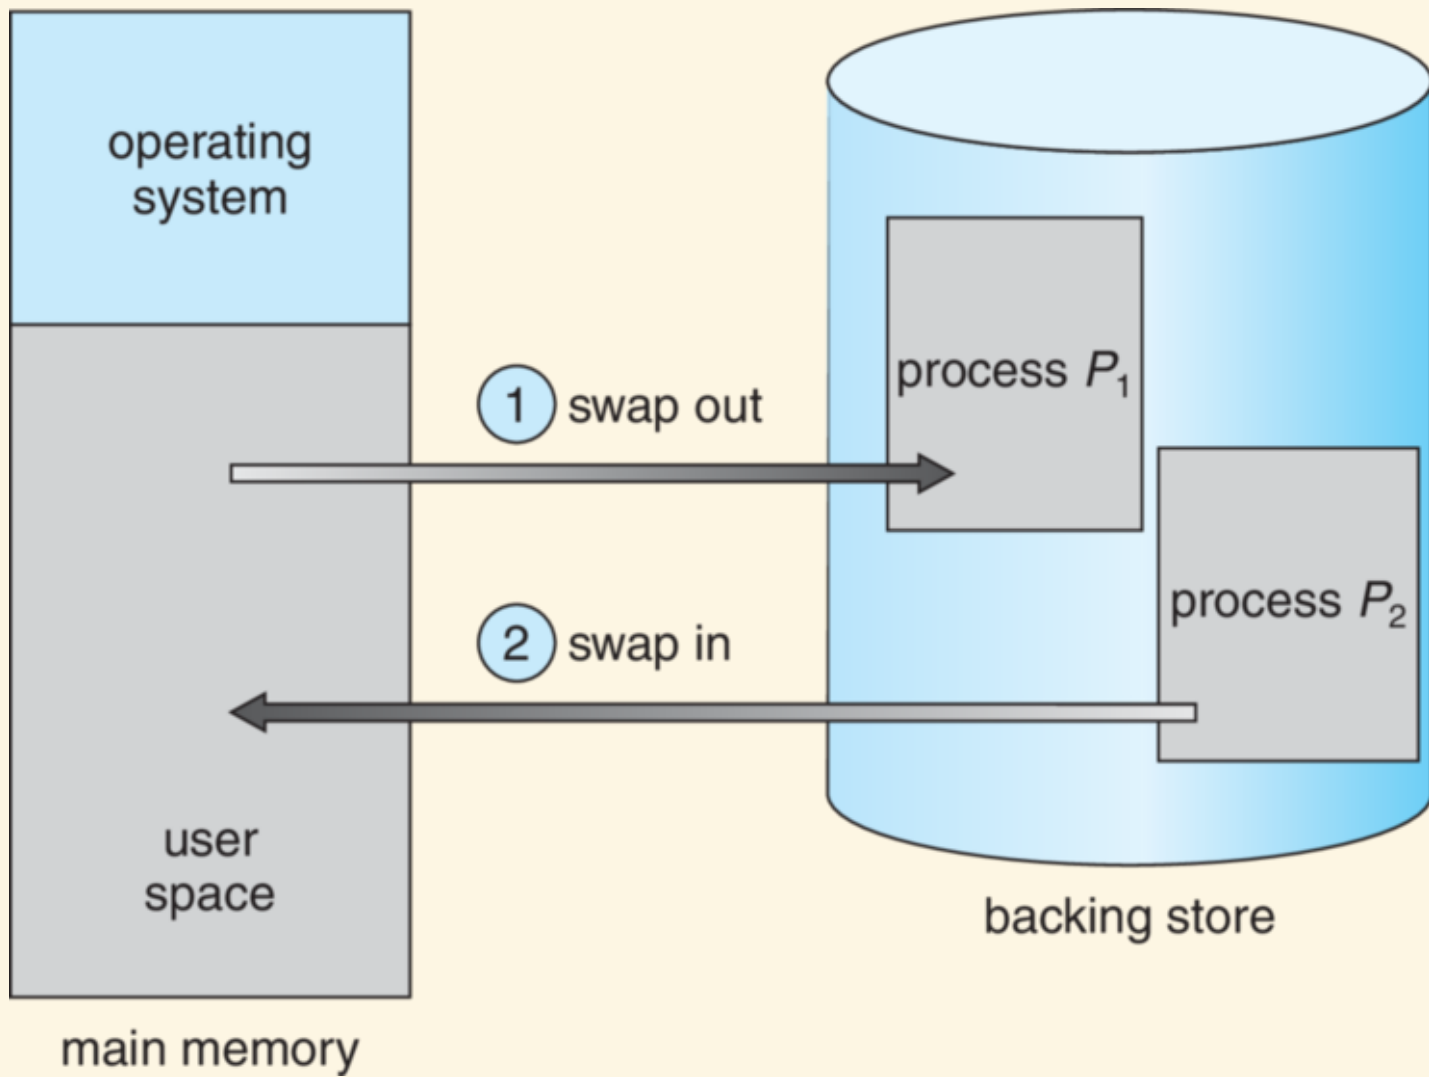 operating
system
1 swap out
process P₁
process P₂
2 swap in
user
space
backing store
main memory